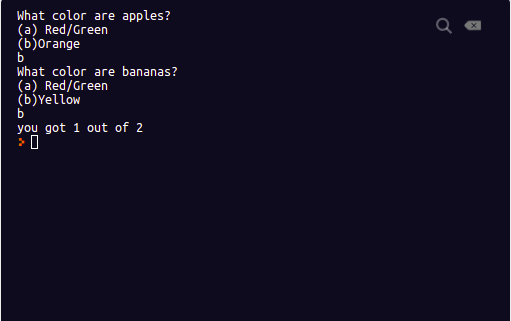 What color are apples?
(a) Red/Green
(b)Orange
b
What color are bananas?
(a) Red/Green
(b)Yellow
b
you got 1 out of 2
>